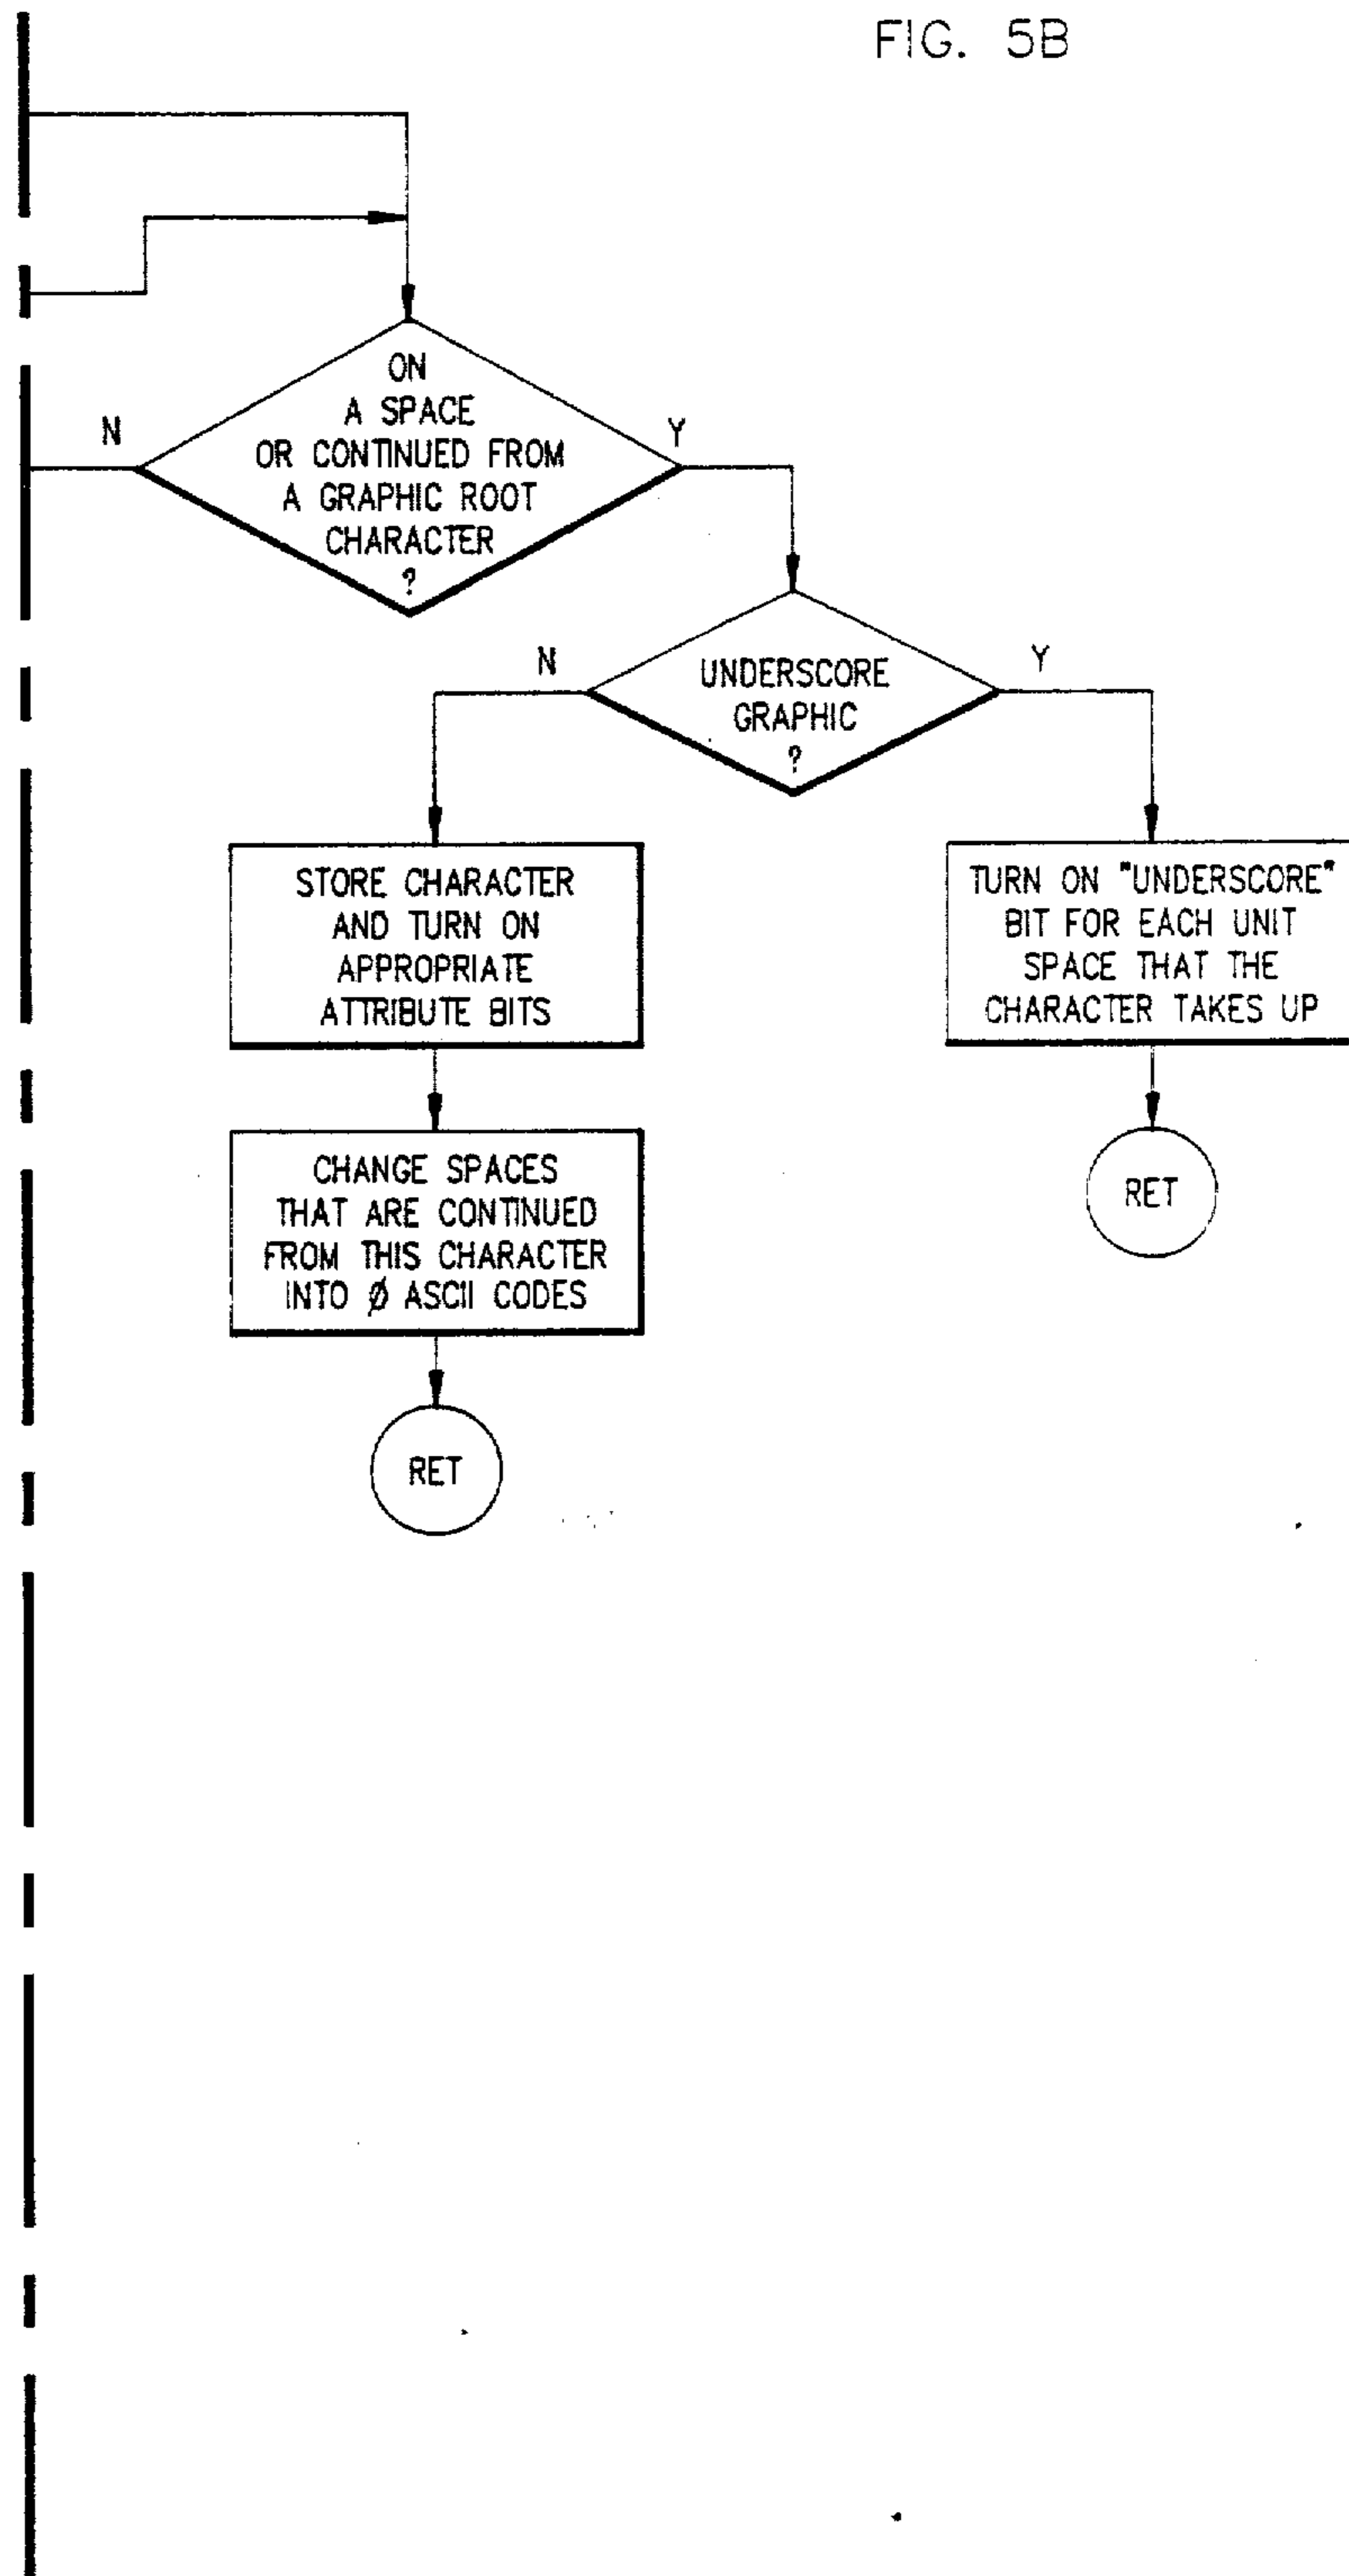 FIG. 5B
ON
A SPACE
OR CONTINUED FROM
A GRAPHIC ROOT
CHARACTER
?
N
Y
UNDERSCORE
GRAPHIC
?
N
Y
STORE CHARACTER
AND TURN ON
APPROPRIATE
ATTRIBUTE BITS
TURN ON "UNDERSCORE"
BIT FOR EACH UNIT
SPACE THAT THE
CHARACTER TAKES UP
CHANGE SPACES
THAT ARE CONTINUED
FROM THIS CHARACTER
INTO Ø ASCII CODES
RET
RET